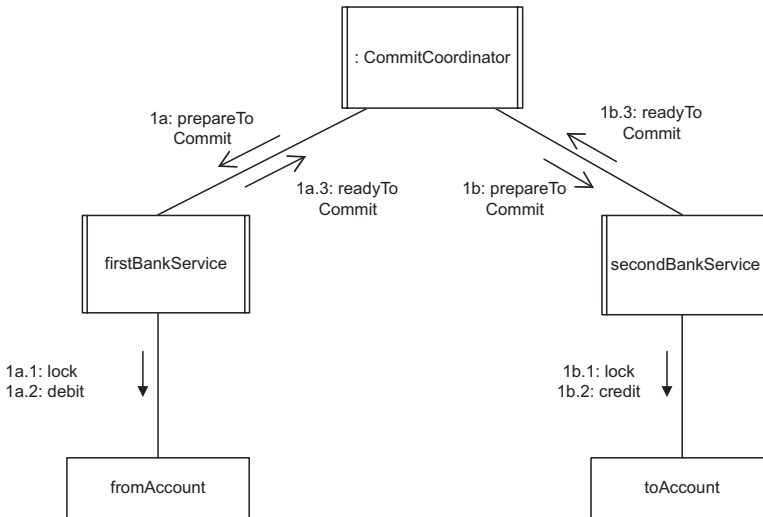 : CommitCoordinator
1a: prepareTo
Commit
1b.3: readyTo
Commit
1a.3: readyTo
Commit
1b: prepareTo
Commit
firstBankService
secondBankService
1a.1: lock
1a.2: debit
1b.1: lock
1b.2: credit
fromAccount
toAccount